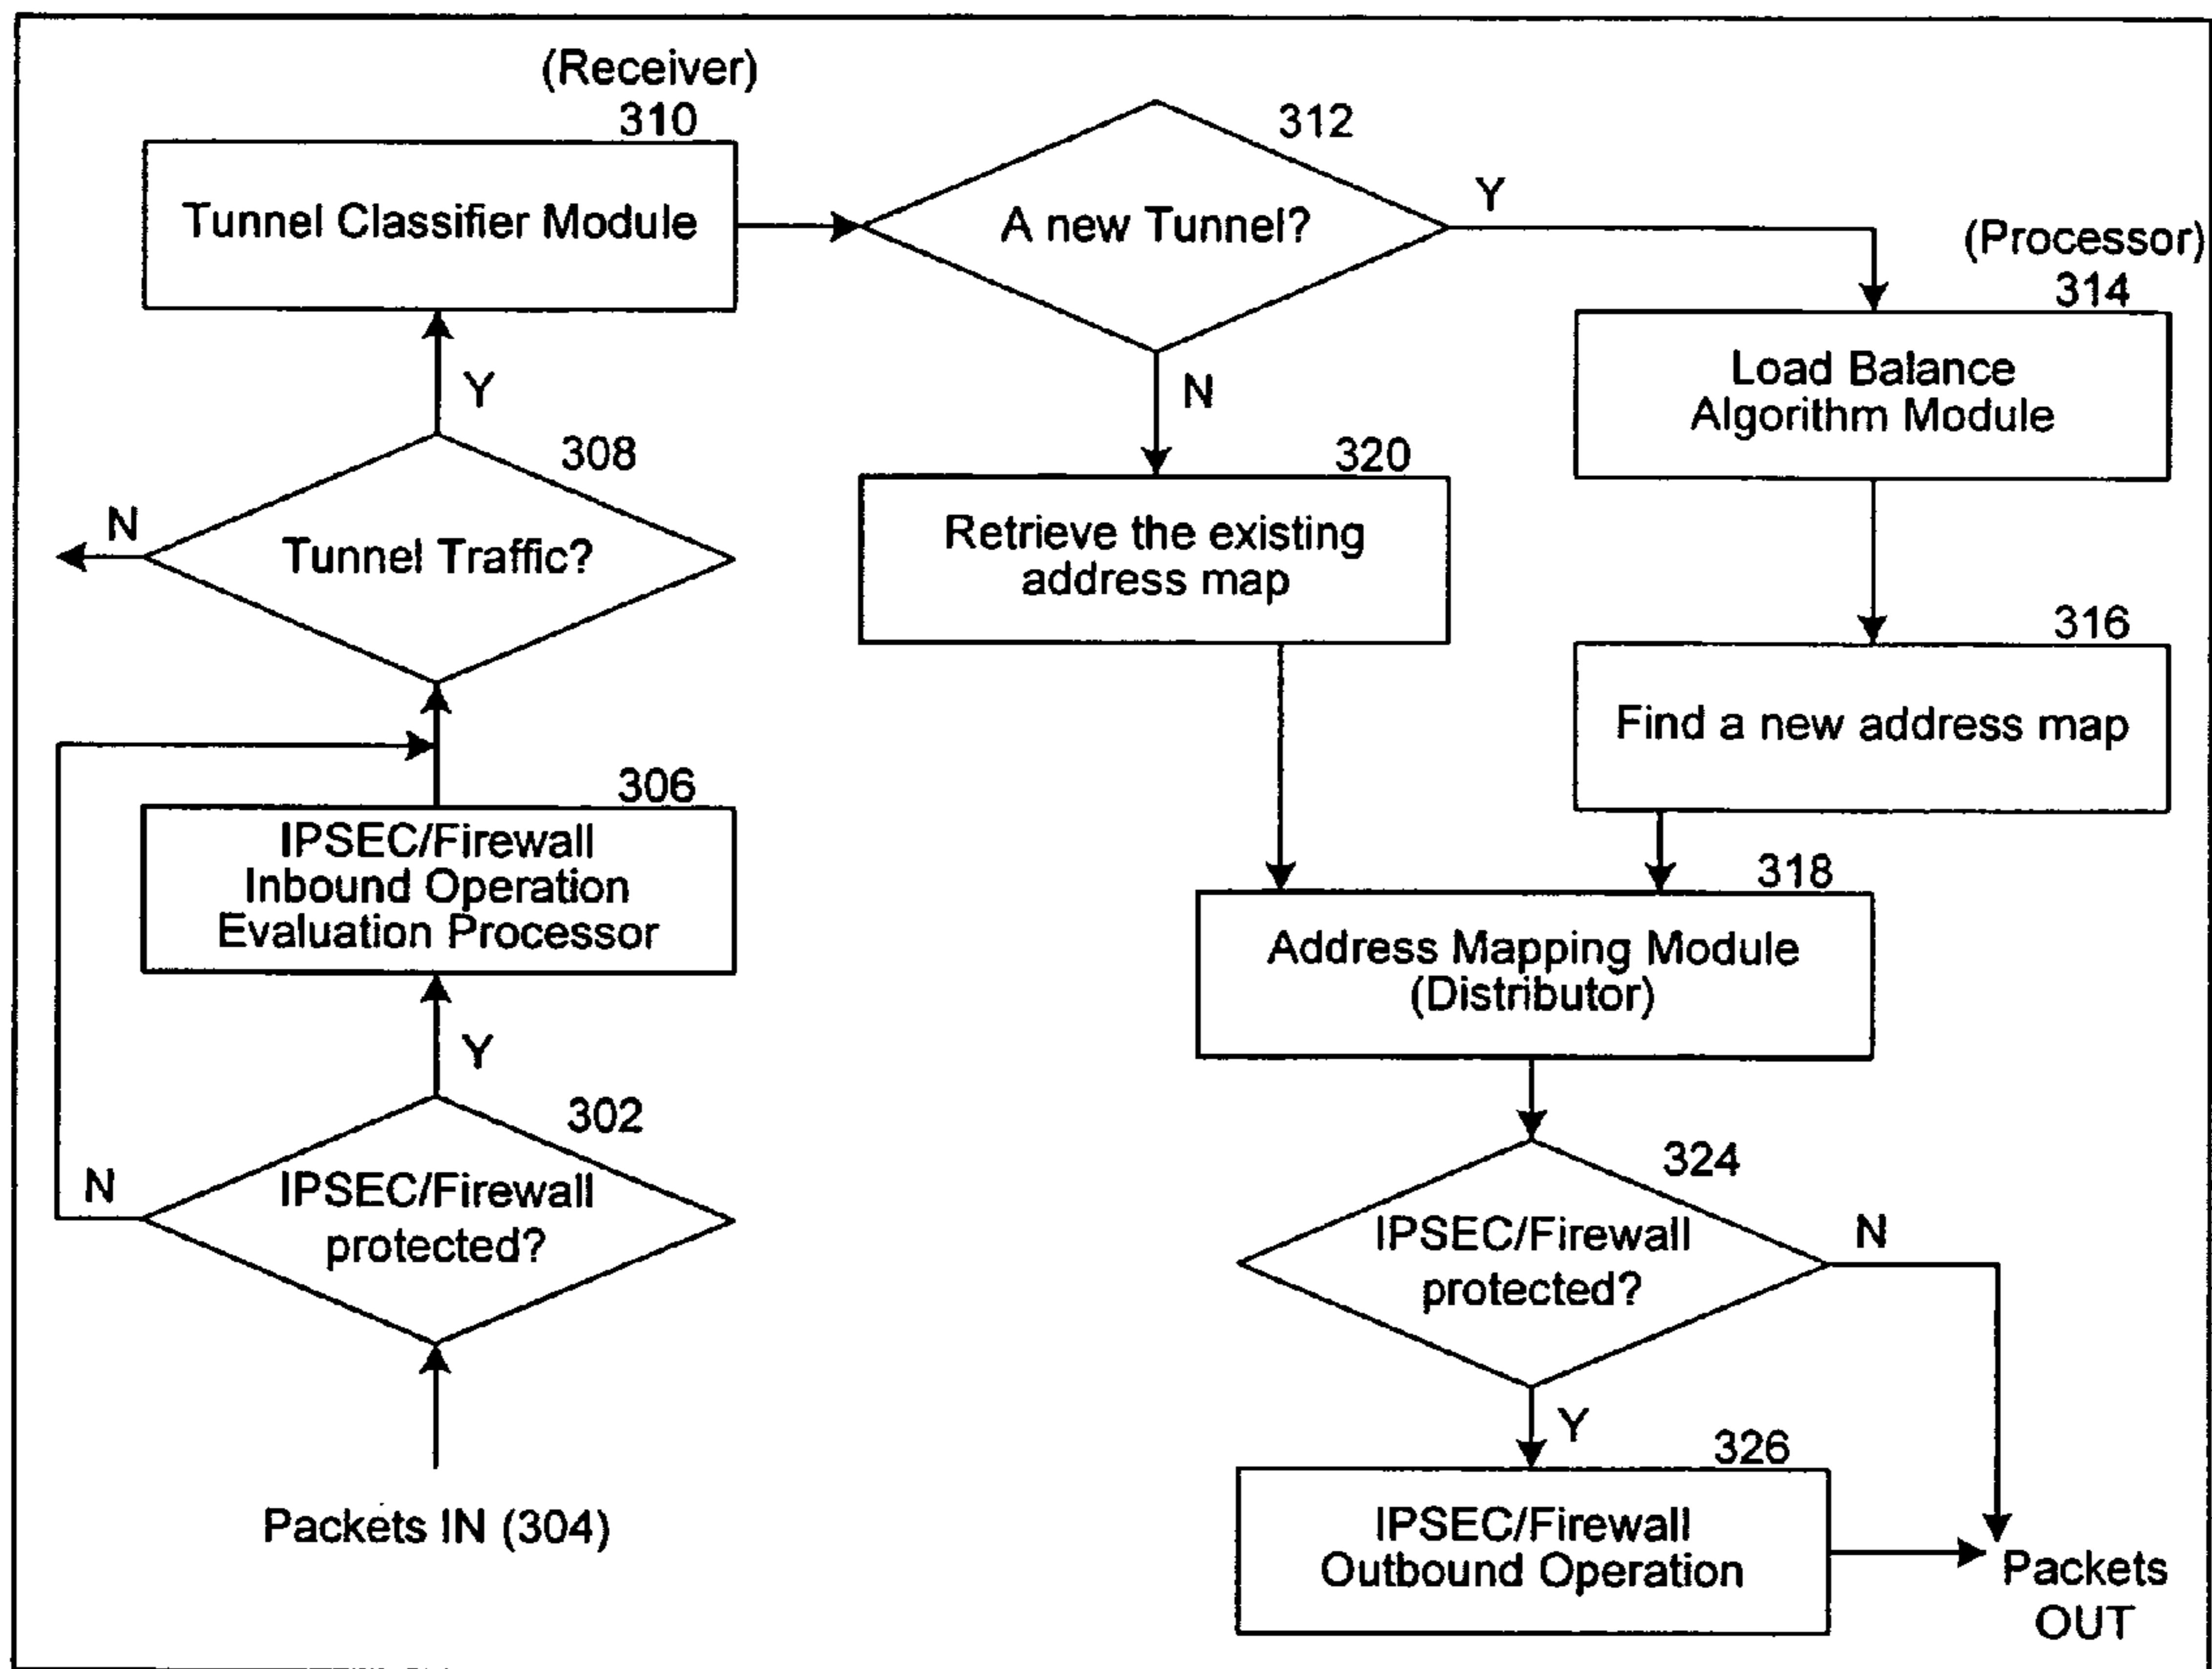 (Receiver)
310
Tunnel Classifier Module
312
A new Tunnel?
Y
(Processor)
314
Load Balance
Algorithm Module
N
320
Retrieve the existing
address map
316
Find a new address map
Y
308
Tunnel Traffic?
N
306
IPSEC/Firewall
Inbound Operation
Evaluation Processor
Y
302
IPSEC/Firewall
protected?
N
Packets IN (304)
318
Address Mapping Module
(Distributor)
324
IPSEC/Firewall
protected?
N
Y
326
IPSEC/Firewall
Outbound Operation
Packets
OUT